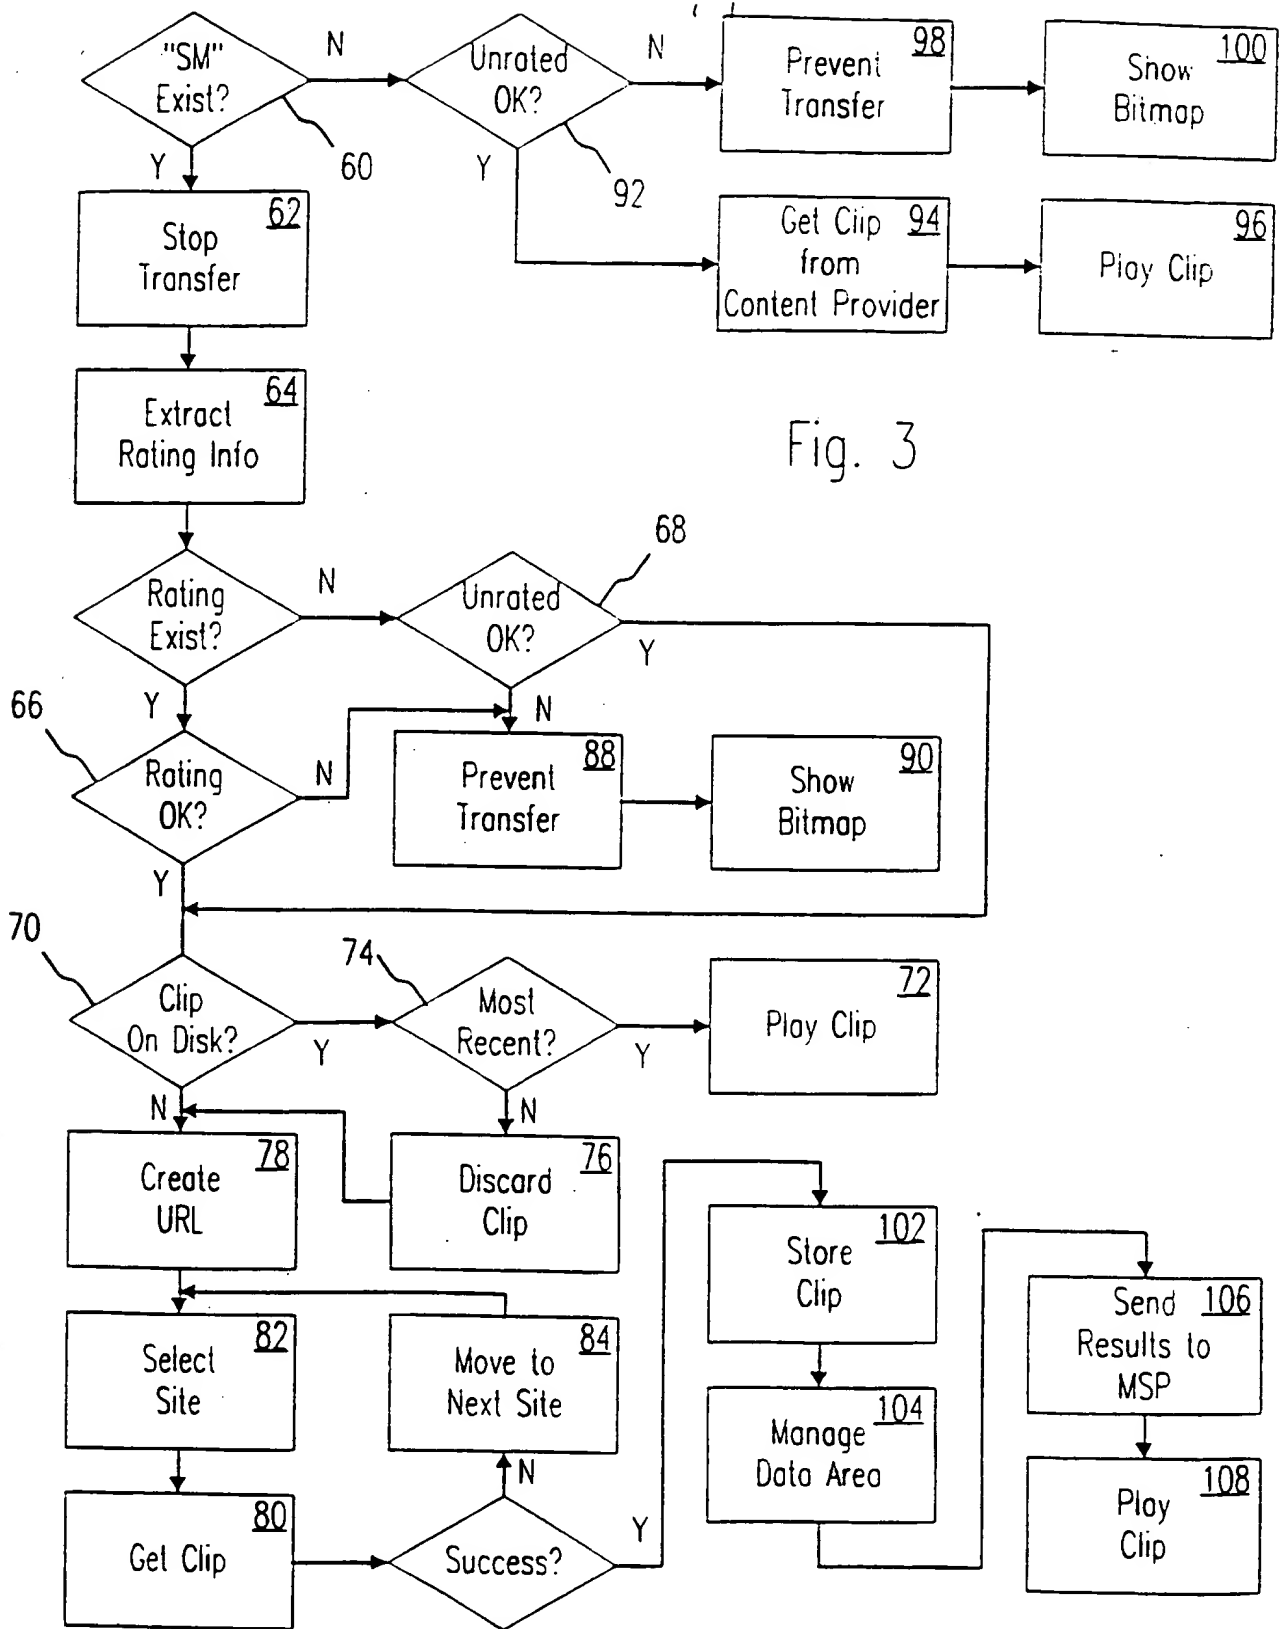 "SM"
Exist?
N
Unrated
OK?
N
98
Prevent
Transfer
100
Show
Bitmap
Y
60
Y
92
62
Stop
Transfer
94
Get Clip
from
Content Provider
96
Play Clip
64
Extract
Rating Info
Fig. 3
Rating
Exist?
N
68
Unrated
OK?
Y
Y
66
N
Rating
OK?
N
88
Prevent
Transfer
90
Show
Bitmap
Y
70
Clip
On Disk?
Y
74
Most
Recent?
Y
72
Play Clip
N
N
78
Create
URL
76
Discard
Clip
102
Store
Clip
106
Send
Results to
MSP
82
Select
Site
84
Move to
Next Site
104
Manage
Data Area
N
80
Get Clip
Success?
Y
108
Play
Clip